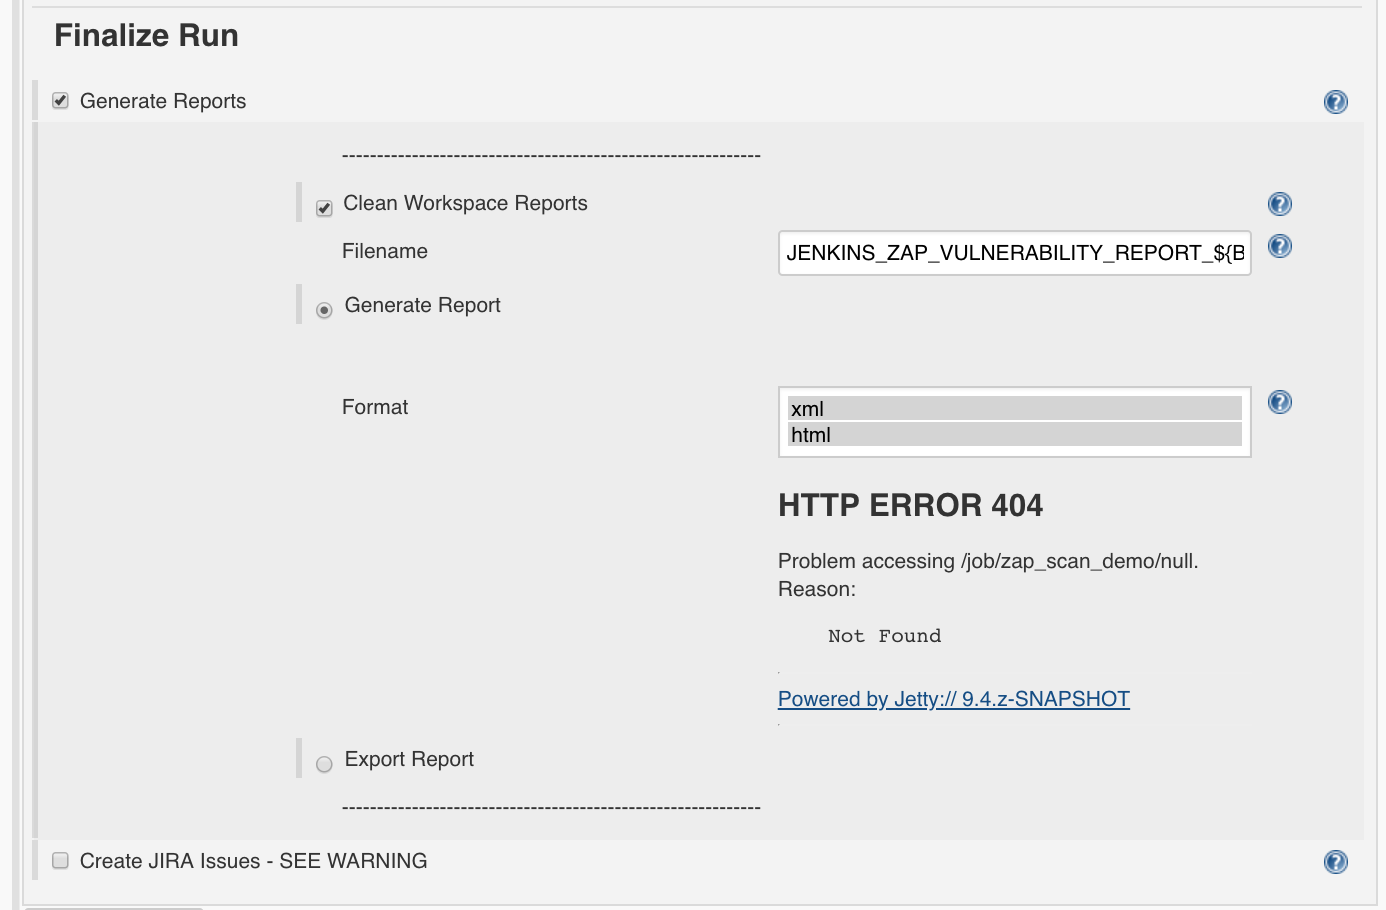 Finalize Run
Generate Reports
------------------------------------------------------------
Clean Workspace Reports
Filename
JENKINS_ZAP_VULNERABILITY_REPORT_${B
Generate Report
Format
xml
html
HTTP ERROR 404
Problem accessing /job/zap_scan_demo/null.
Reason:
Not Found
Powered by Jetty:// 9.4.z-SNAPSHOT
Export Report
------------------------------------------------------------
Create JIRA Issues - SEE WARNING